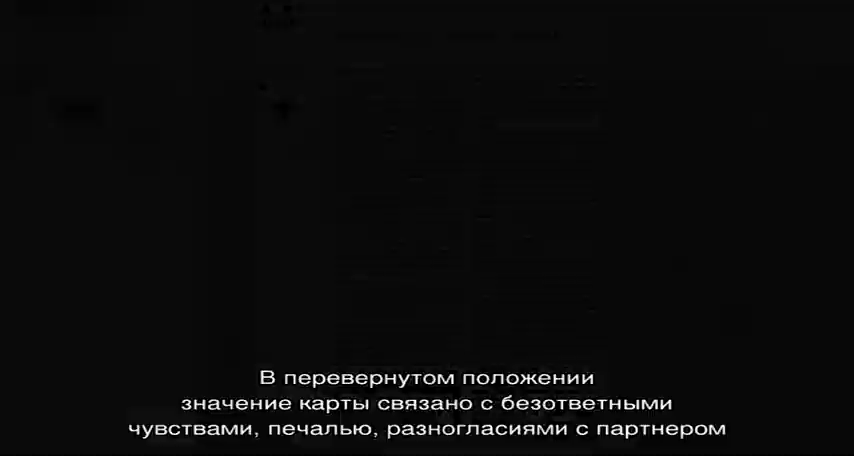 В перевернутом положении
значение карты связано с безответными
чувствами, печалью, разногласиями с партнером